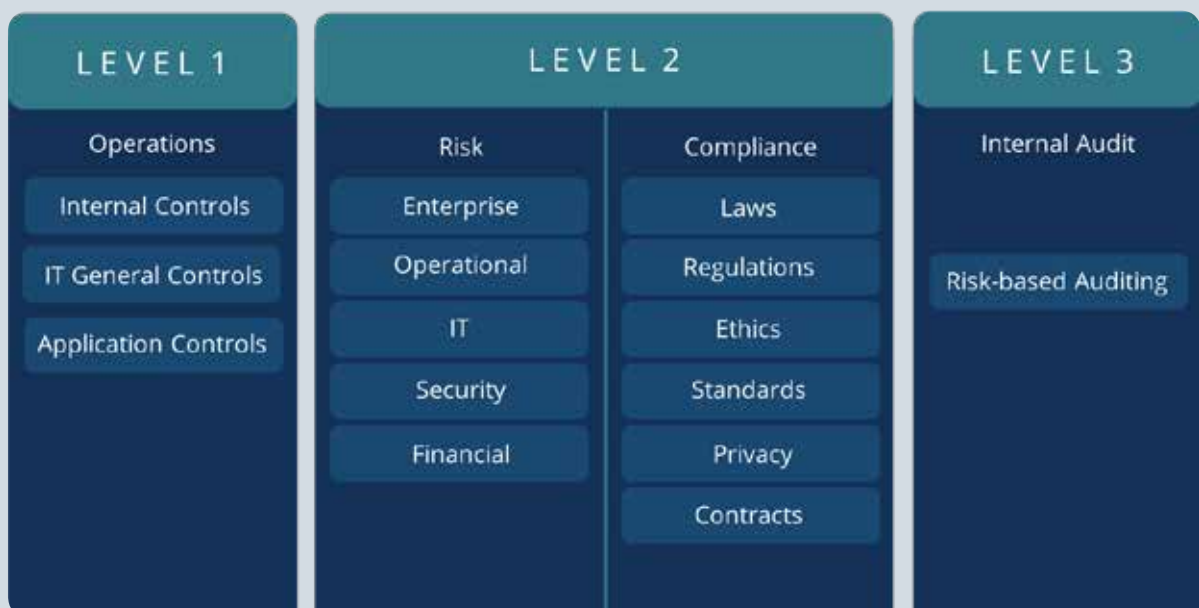 LEVEL 1
Operations
Internal Controls
IT General Controls
Application Controls
LEVEL 2
Risk
Enterprise
Operational
IT
Security
Financial
Compliance
Laws
Regulations
Ethics
Standards
Privacy
Contracts
LEVEL 3
Internal Audit
Risk-based Auditing